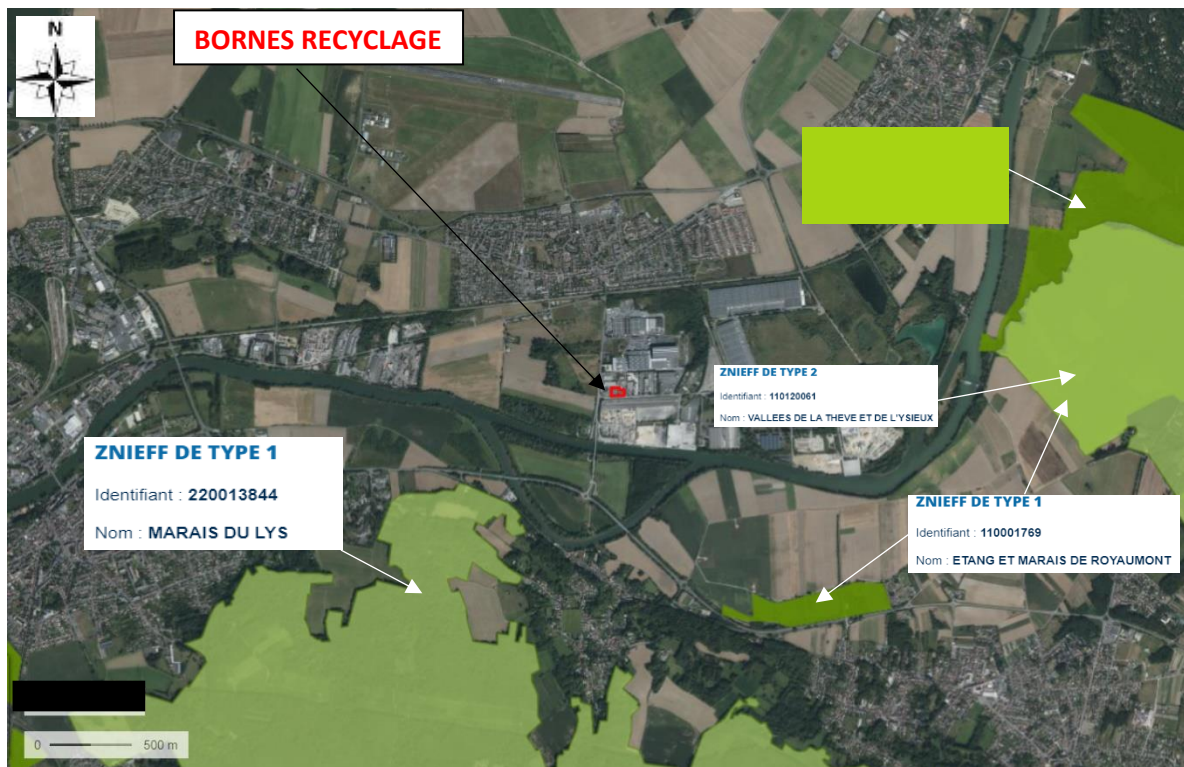 N
BORNES RECYCLAGE
ZNIEFF DE TYPE 2
Identifiant : 110120061
Nom : VALLEES DE LA THEVE ET DE L'YSIEUX
ZNIEFF DE TYPE 1
Identifiant : 220013844
Nom : MARAIS DU LYS
ZNIEFF DE TYPE 1
Identifiant : 110001769
Nom : ETANG ET MARAIS DE ROYAUMONT
0 500 m